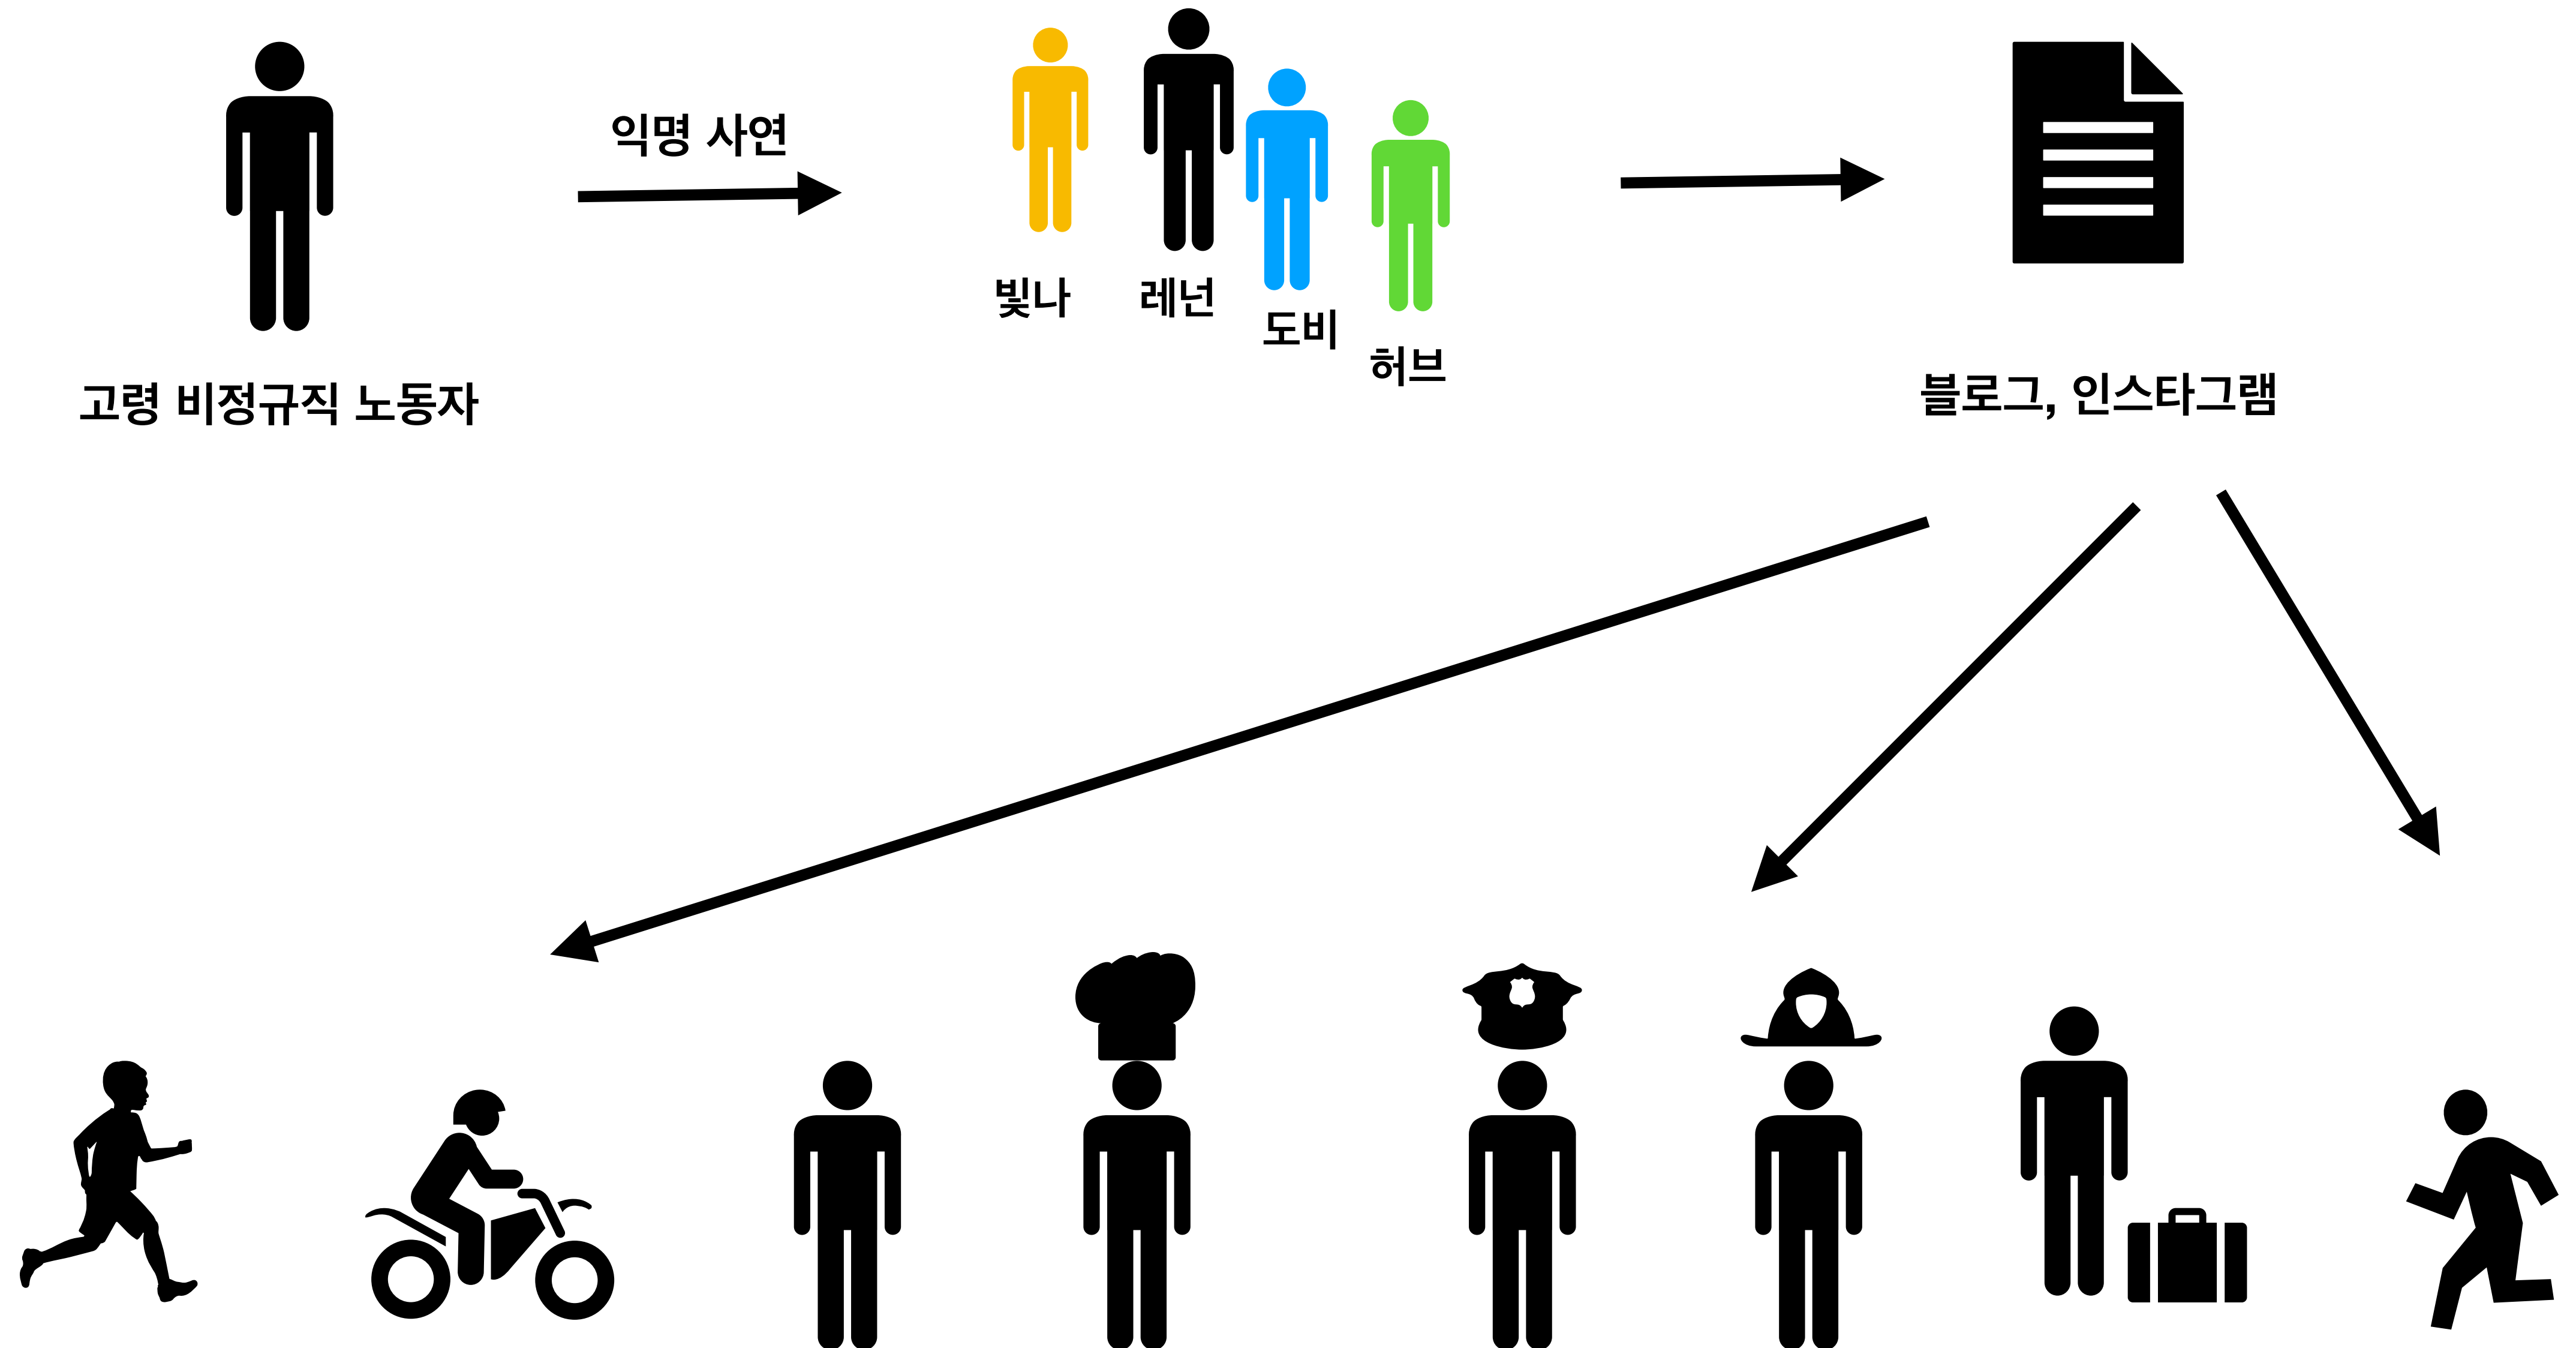 익명 사연
빛나
레넌
도비
허브
고령 비정규직 노동자
블로그, 인스타그램